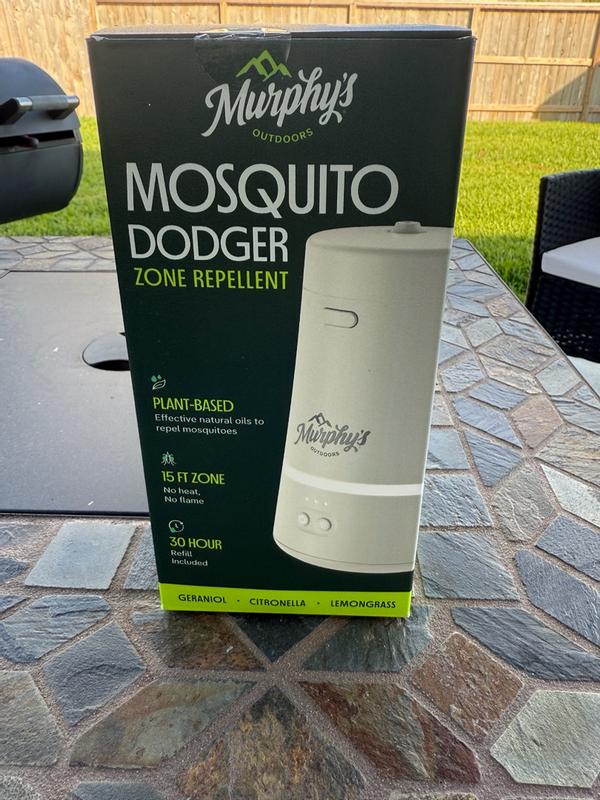 Murphy's
OUTDOORS
MOSQUITO
DODGER
ZONE REPELLENT
PLANT-BASED
Effective natural oils to
repel mosquitoes
15 FT ZONE
No heat,
No flame
30 HOUR
Refill
Included
Murphy's
OUTDOORS
GERANIOL · CITRONELLA · LEMONGRASS